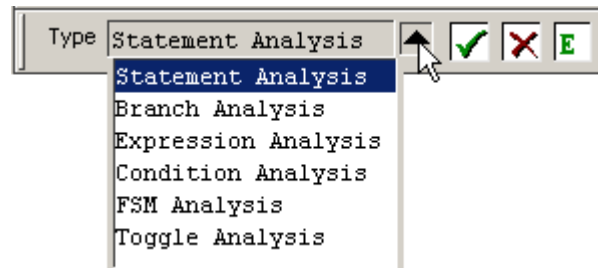 Type Statement Analysis E
Statement Analysis
Branch Analysis
Expression Analysis
Condition Analysis
FSM Analysis
Toggle Analysis